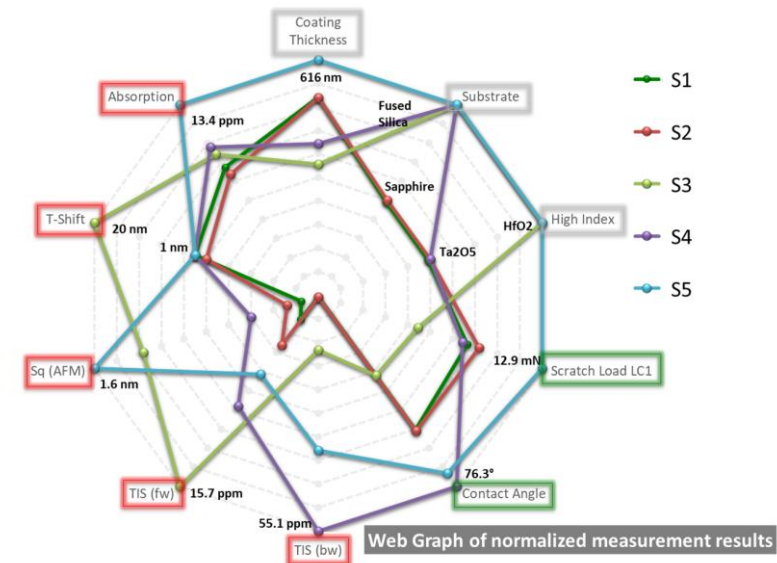 Coating
Thickness
616 nm
Absorption
13.4 ppm
Fused
Silica
Substrate
Sapphire
T-Shift
20 nm
1 nm
HfO2
High Index
Ta2O5
Sq (AFM)
1.6 nm
12.9 mN
Scratch Load LC1
TIS (fw)
15.7 ppm
76.3°
Contact Angle
55.1 ppm
TIS (bw)
S1
S2
S3
S4
S5
Web Graph of normalized measurement results